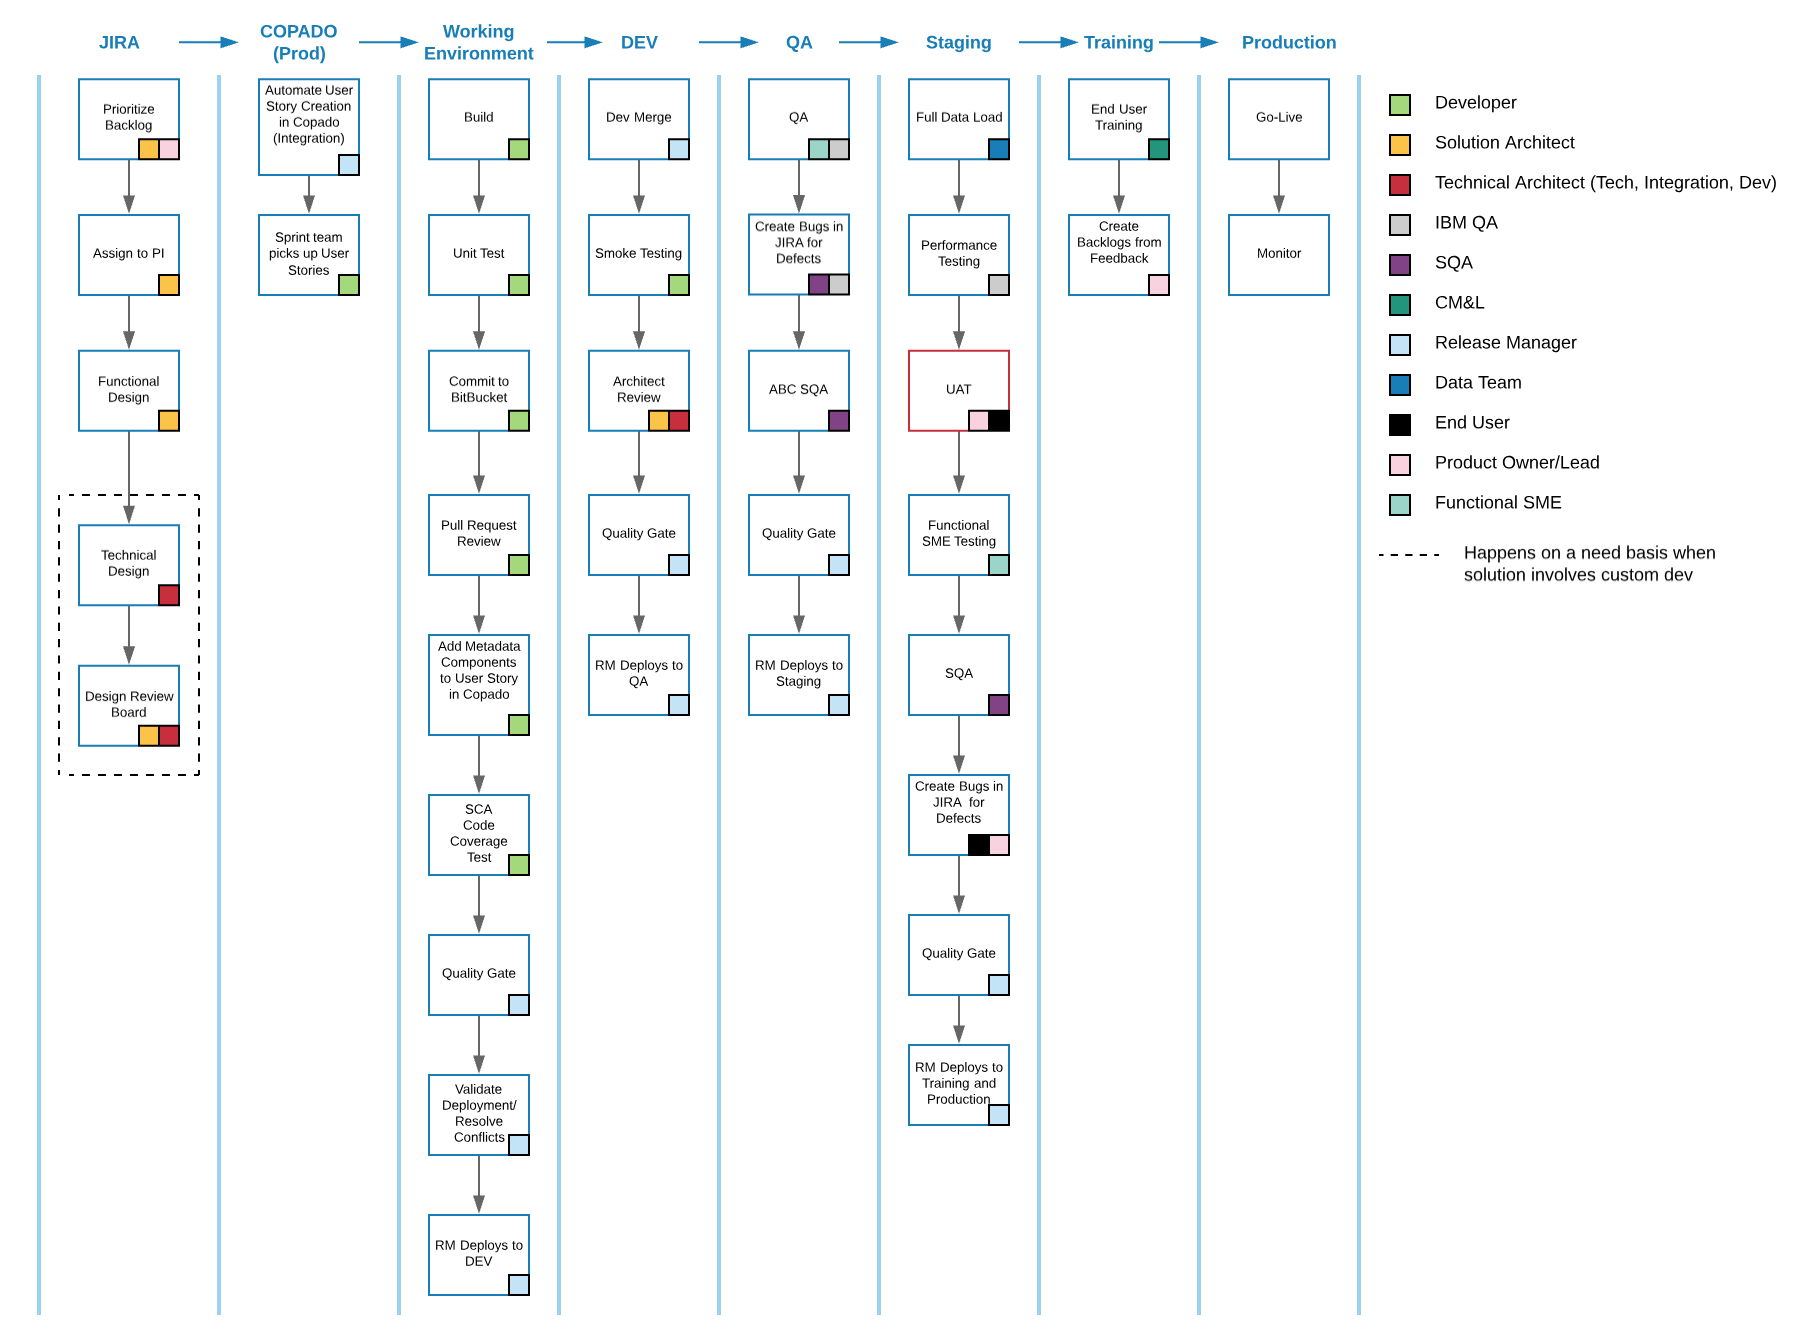 JIRA
COPADO
(Prod)
Working
Environment
DEV
QA
Staging
Training
Production
Prioritize
Backlog
Assign to PI
Functional
Design
Technical
Design
Design Review
Board
Automate User
Story Creation
in Copado
(Integration)
Sprint team
picks up User
Stories
Build
Unit Test
Commit to
BitBucket
Pull Request
Review
Add Metadata
Components
to User Story
in Copado
SCA
Code
Coverage
Test
Quality Gate
Validate
Deployment/
Resolve
Conflicts
RM Deploys to
DEV
Dev Merge
Smoke Testing
Architect
Review
Quality Gate
RM Deploys to
QA
QA
Create Bugs in
JIRA for
Defects
ABC SQA
Quality Gate
RM Deploys to
Staging
Full Data Load
Performance
Testing
UAT
Functional
SME Testing
SQA
Create Bugs in
JIRA for
Defects
Quality Gate
RM Deploys to
Training and
Production
End User
Training
Create
Backlogs from
Feedback
Go-Live
Monitor
Developer
Solution Architect
Technical Architect (Tech, Integration, Dev)
IBM QA
SQA
CM&L
Release Manager
Data Team
End User
Product Owner/Lead
Functional SME
Happens on a need basis when
solution involves custom dev